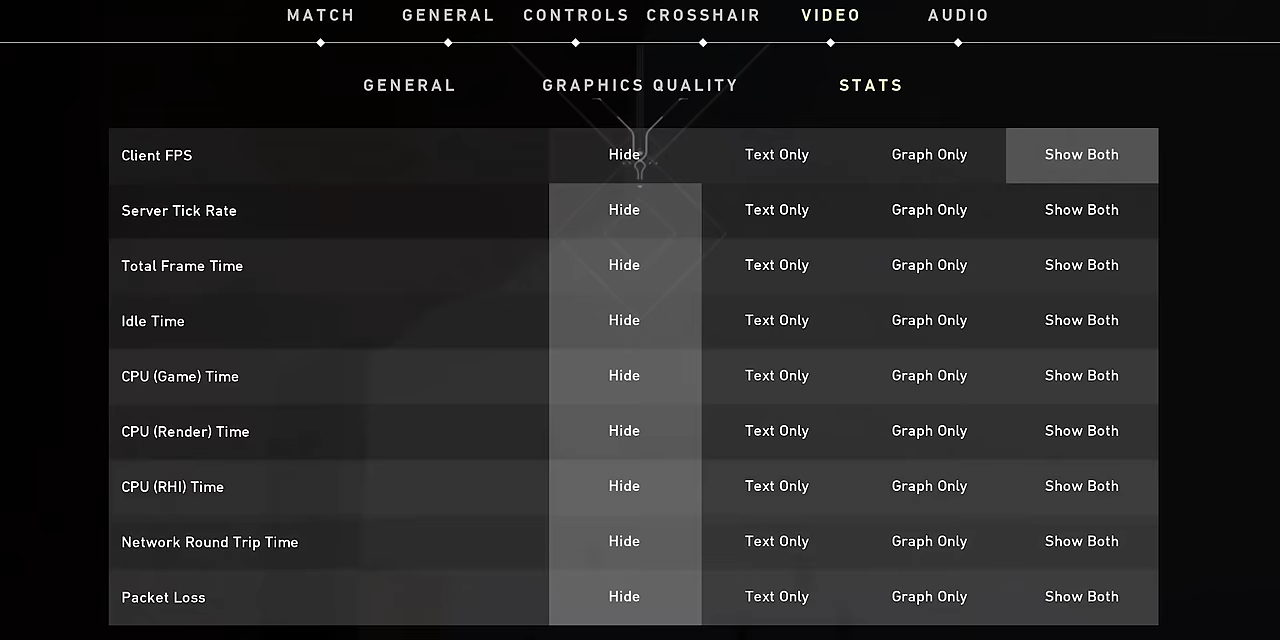 MATCH GENERAL CONTROLS CROSSHAIR VIDEO AUDIO
GENERAL GRAPHICS QUALITY STATS
Client FPS Hide Text Only Graph Only Show Both
Server Tick Rate Hide Text Only Graph Only Show Both
Total Frame Time Hide Text Only Graph Only Show Both
Idle Time Hide Text Only Graph Only Show Both
CPU (Game) Time Hide Text Only Graph Only Show Both
CPU (Render) Time Hide Text Only Graph Only Show Both
CPU (RHI) Time Hide Text Only Graph Only Show Both
Network Round Trip Time Hide Text Only Graph Only Show Both
Packet Loss Hide Text Only Graph Only Show Both